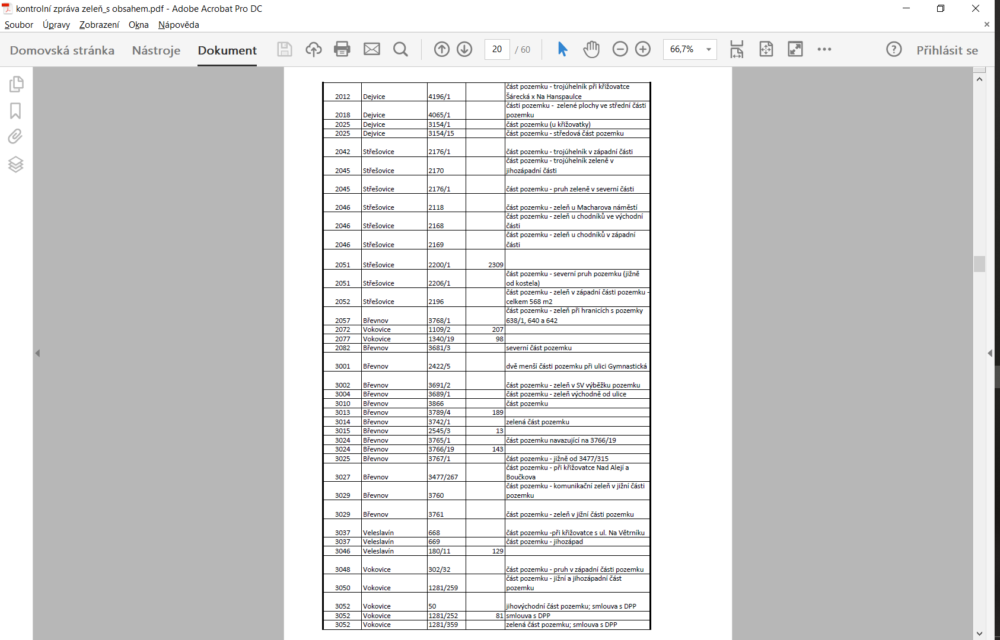 kontrolní zpráva zeleň_s obsahem.pdf - Adobe Acrobat Pro DC
Soubor Úpravy Zobrazení Okna Nápověda
Domovská stránka Nástroje Dokument 20 / 60 66,7% Přihlásit se
část pozemku - trojúhelník při křižovatce
2012 Dejvice 4196/1 Šárecká x Na Hanspaulce
části pozemku - zelené plochy ve střední části
2018 Dejvice 4065/1 pozemku
2025 Dejvice 3154/1 část pozemku (u křižovatky)
2025 Dejvice 3154/15 část pozemku - středová část pozemku
2042 Střešovice 2176/1 část pozemku - trojúhelník v západní části
část pozemku - trojúhelník zeleně v
2045 Střešovice 2170 jihozápadní části
2045 Střešovice 2176/1 část pozemku - pruh zeleně v severní části
2046 Střešovice 2118 část pozemku - zeleň u Macharova náměstí
část pozemku - zeleň u chodníků ve východní
2046 Střešovice 2168 části
část pozemku - zeleň u chodníků v západní
2046 Střešovice 2169 části
2051 Střešovice 2200/1 2309
část pozemku - severní pruh pozemku (jižně
2051 Střešovice 2206/1 od kostela)
část pozemku - zeleň v západní části pozemku -
2052 Střešovice 2196 celkem 568 m2
část pozemku - zeleň při hranicích s pozemky
2057 Břevnov 3768/1 638/1, 640 a 642
2072 Vokovice 1109/2 207
2077 Vokovice 1340/19 98
2082 Břevnov 3681/3 severní část pozemku
3001 Břevnov 2422/5 dvě menší části pozemku při ulici Gymnastická
3002 Břevnov 3691/2 část pozemku - zeleň v SV výběžku pozemku
3004 Břevnov 3689/1 část pozemku - zeleň východně od ulice
3010 Břevnov 3866 část pozemku
3013 Břevnov 3789/4 189
3014 Břevnov 3742/1 zelená část pozemku
3015 Břevnov 2545/3 13
3024 Břevnov 3765/1 část pozemku navazující na 3766/19
3024 Břevnov 3766/19 143
3025 Břevnov 3767/1 část pozemku - jižně od 3477/315
část pozemku - při křižovatce Nad Alejí a
3027 Břevnov 3477/267 Boučkova
část pozemku - komunikační zeleň v jižní části
3029 Břevnov 3760 pozemku
3029 Břevnov 3761 část pozemku - zeleň v jižní části pozemku
3037 Veleslavín 668 část pozemku -při křižovatce s ul. Na Větrníku
3037 Veleslavín 669 část pozemku - jihozápad
3046 Veleslavín 180/11 129
3048 Vokovice 302/32 část pozemku - pruh v západní části pozemku
část pozemku - jižní a jihozápadní část
3050 Vokovice 1281/259 pozemku
3052 Vokovice 50 jihovýchodní část pozemku; smlouva s DPP
3052 Vokovice 1281/252 81 smlouva s DPP
3052 Vokovice 1281/359 zelená část pozemku; smlouva s DPP